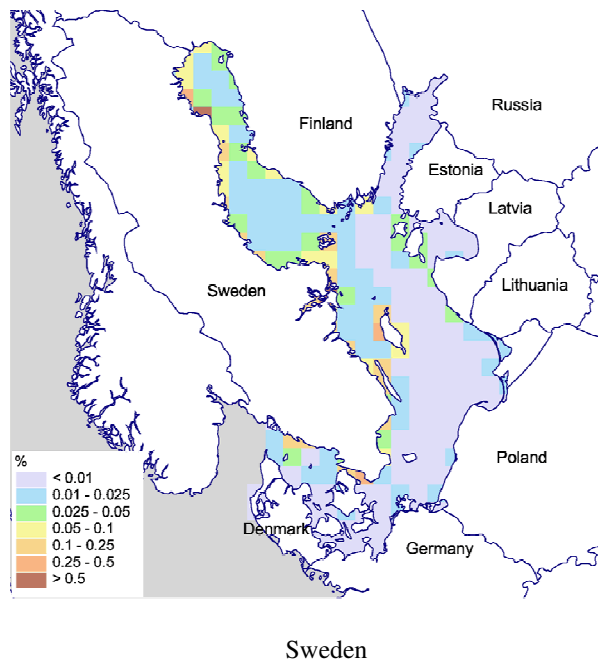 Russia
Finland
Estonia
Latvia
Lithuania
Sweden
Poland
Denmark
Germany
%
< 0.01
0.01 - 0.025
0.025 - 0.05
0.05 - 0.1
0.1 - 0.25
0.25 - 0.5
> 0.5
Sweden